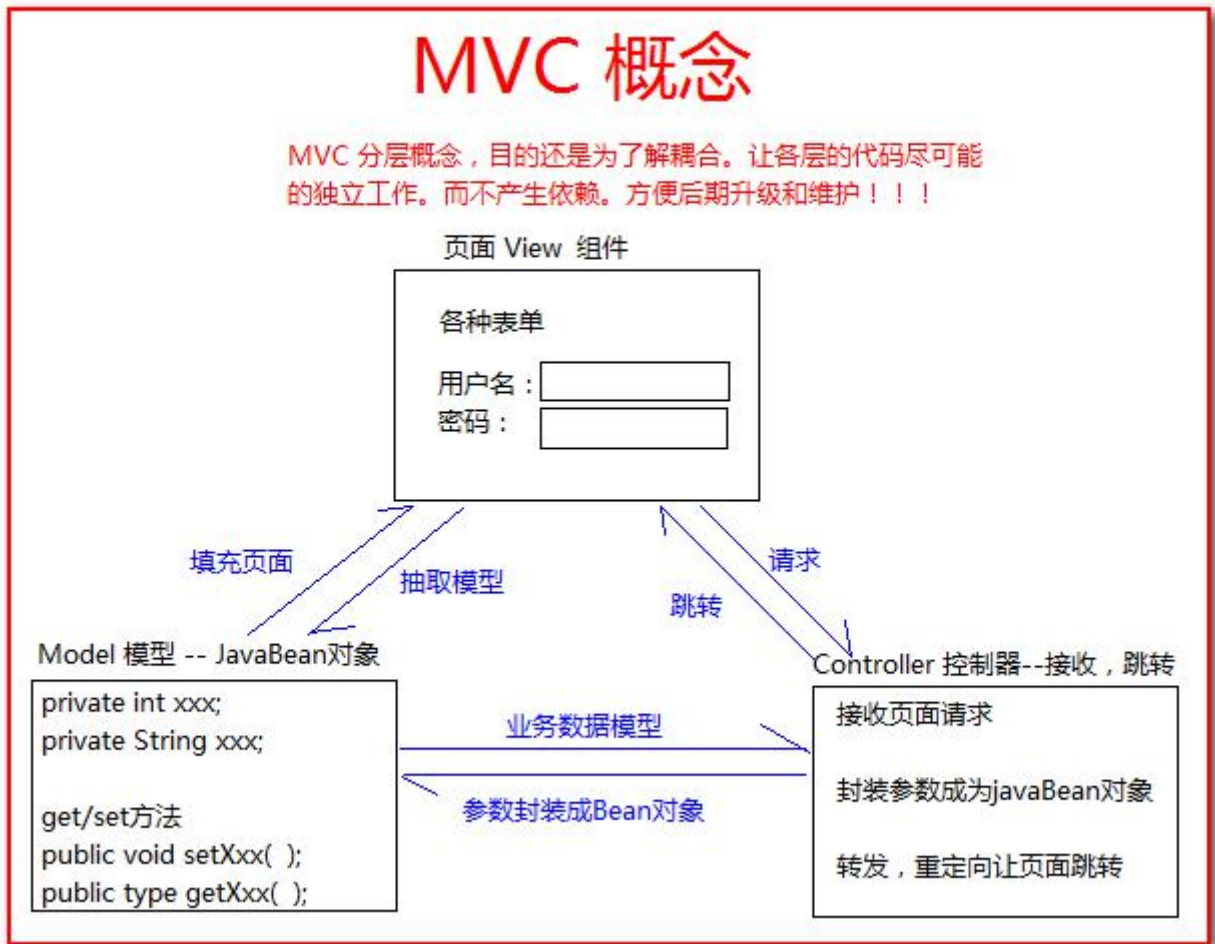 MVC 概念
MVC 分层概念，目的还是为了解耦合。让各层的代码尽可能
的独立工作。而不产生依赖。方便后期升级和维护！！！
页面 View 组件
各种表单
用户名：
密码：
填充页面
抽取模型
请求
跳转
Model 模型 -- JavaBean对象
private int xxx;
private String xxx;
get/set方法
public void setXxx( );
public type getXxx( );
业务数据模型
参数封装成Bean对象
Controller 控制器--接收，跳转
接收页面请求
封装参数成为javaBean对象
转发，重定向让页面跳转